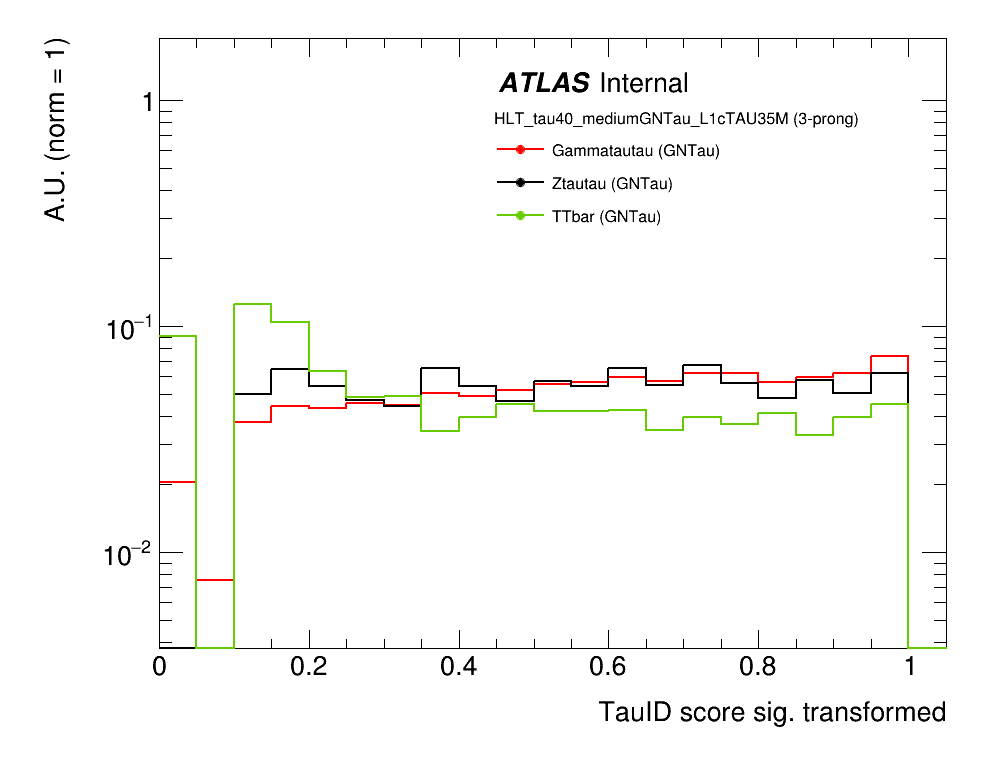 A.U. (norm = 1)
1
10⁻¹
10⁻²
ATLAS Internal
HLT_tau40_mediumGNTau_L1cTAU35M (3-prong)
Gammatautau (GNTau)
Ztautau (GNTau)
TTbar (GNTau)
0 0.2 0.4 0.6 0.8 1
TauID score sig. transformed